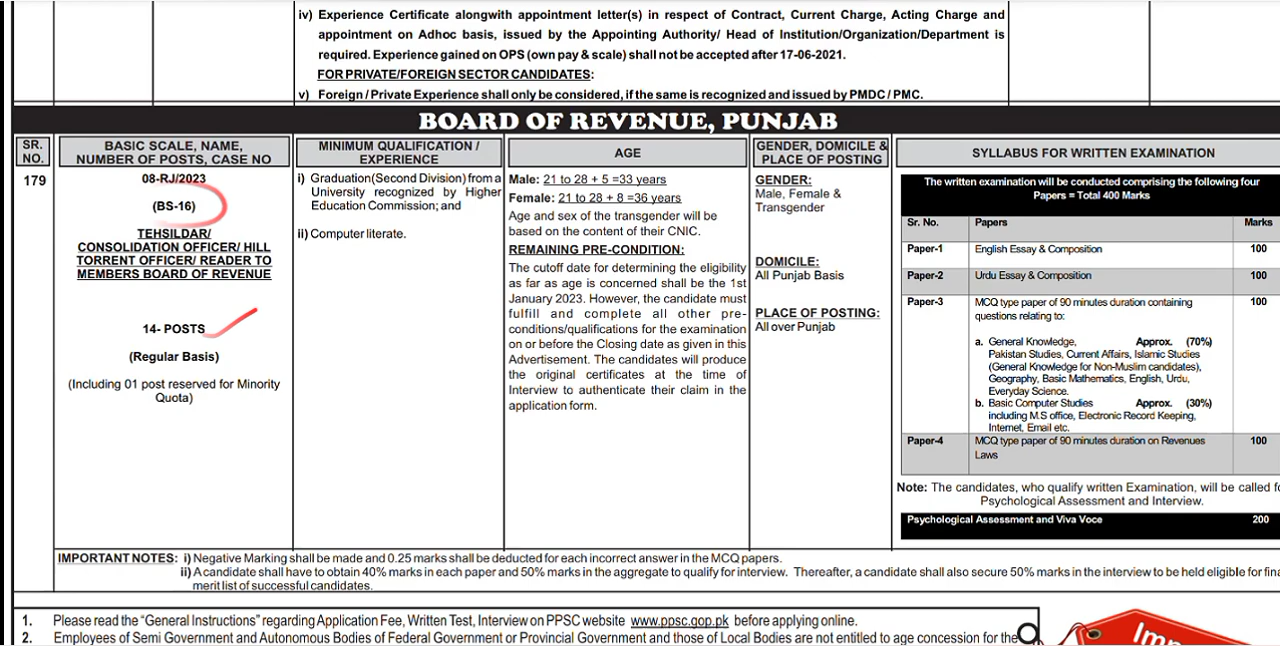 iv) Experience Certificate alongwith appointment letter(s) in respect of Contract, Current Charge, Acting Charge and
appointment on Adhoc basis, issued by the Appointing Authority/ Head of Institution/Organization/Department is
required. Experience gained on OPS (own pay & scale) shall not be accepted after 17-06-2021.
FOR PRIVATE/FOREIGN SECTOR CANDIDATES:
v) Foreign / Private Experience shall only be considered, if the same is recognized and issued by PMDC / PMC.
BOARD OF REVENUE, PUNJAB
SR.
NO.
BASIC SCALE, NAME,
NUMBER OF POSTS, CASE NO
MINIMUM QUALIFICATION /
EXPERIENCE
AGE
GENDER, DOMICILE &
PLACE OF POSTING
SYLLABUS FOR WRITTEN EXAMINATION
179
08-RJ/2023
(BS-16)
TEHSILDAR/
CONSOLIDATION OFFICER/ HILL
TORRENT OFFICER/ READER TO
MEMBERS BOARD OF REVENUE
14- POSTS
(Regular Basis)
(Including 01 post reserved for Minority
Quota)
i) Graduation(Second Division) from a
University recognized by Higher
Education Commission; and
ii) Computer literate.
Male: 21 to 28 + 5 =33 years
Female: 21 to 28 + 8 =36 years
Age and sex of the transgender will be
based on the content of their CNIC.
REMAINING PRE-CONDITION:
The cutoff date for determining the eligibility
as far as age is concerned shall be the 1st
January 2023. However, the candidate must
fulfill and complete all other pre-
conditions/qualifications for the examination
on or before the Closing date as given in this
Advertisement. The candidates will produce
the original certificates at the time of
Interview to authenticate their claim in the
application form.
GENDER:
Male, Female &
Transgender
DOMICILE:
All Punjab Basis
PLACE OF POSTING:
All over Punjab
The written examination will be conducted comprising the following four
Papers = Total 400 Marks
Sr. No. Papers Marks
Paper-1 English Essay & Composition 100
Paper-2 Urdu Essay & Composition 100
Paper-3 MCQ type paper of 90 minutes duration containing 100
questions relating to:
a. General Knowledge, Approx. (70%)
Pakistan Studies, Current Affairs, Islamic Studies
(General Knowledge for Non-Muslim candidates),
Geography, Basic Mathematics, English, Urdu,
Everyday Science.
b. Basic Computer Studies Approx. (30%)
including M.S office, Electronic Record Keeping,
Internet, Email etc.
Paper-4 MCQ type paper of 90 minutes duration on Revenues 100
Laws
Note: The candidates, who qualify written Examination, will be called fo
Psychological Assessment and Interview.
Psychological Assessment and Viva Voce 200
IMPORTANT NOTES: i) Negative Marking shall be made and 0.25 marks shall be deducted for each incorrect answer in the MCQ papers.
ii) A candidate shall have to obtain 40% marks in each paper and 50% marks in the aggregate to qualify for interview. Thereafter, a candidate shall also secure 50% marks in the interview to be held eligible for fina
merit list of successful candidates.
1. Please read the "General Instructions" regarding Application Fee, Written Test, Interview on PPSC website www.ppsc.gop.pk before applying online.
2. Employees of Semi Government and Autonomous Bodies of Federal Government or Provincial Government and those of Local Bodies are not entitled to age concession for the
Imp